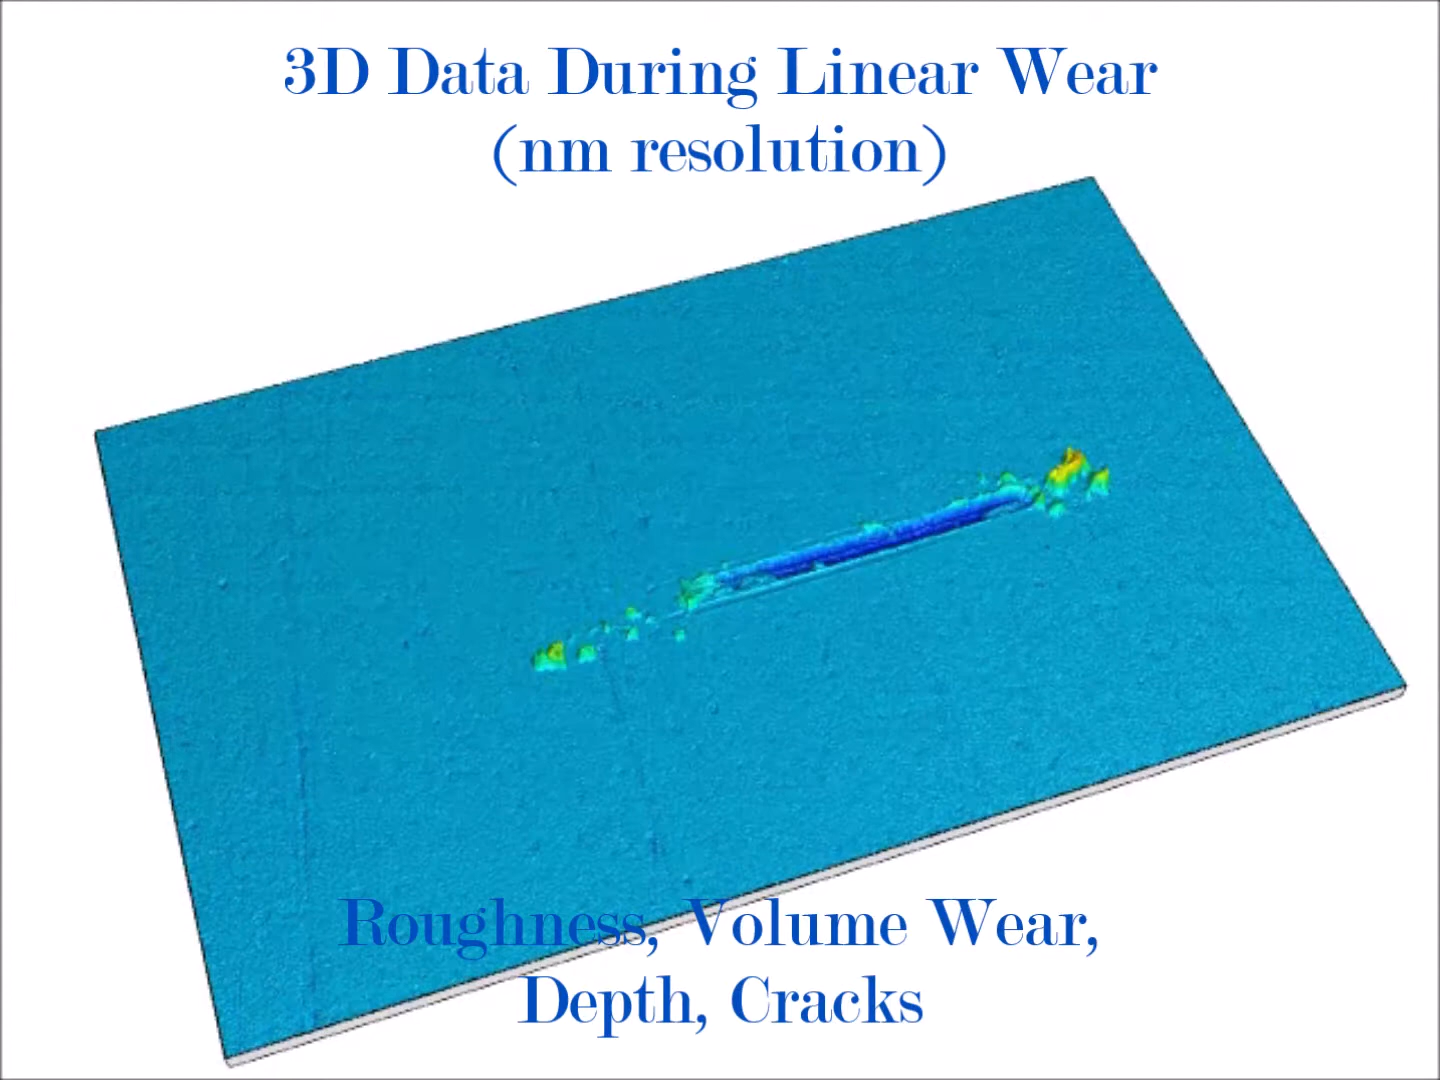 3D Data During Linear Wear
(nm resolution)
Roughness, Volume Wear,
Depth, Cracks